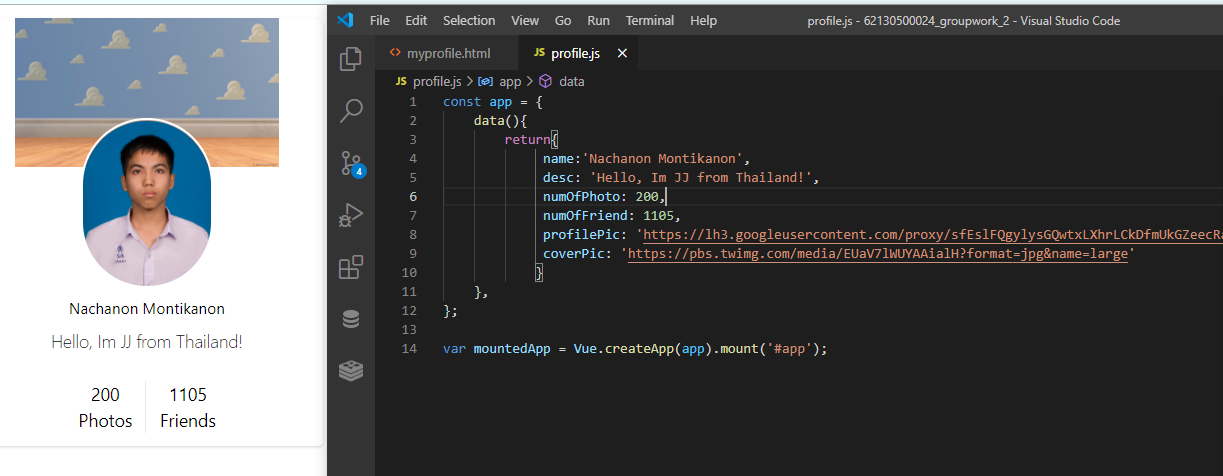 Nachanon Montikanon
Hello, Im JJ from Thailand!
200 1105
Photos Friends
File Edit Selection View Go Run Terminal Help profile.js - 62130500024_groupwork_2 - Visual Studio Code
<> myprofile.html JS profile.js ×
JS profile.js > app > data
1 const app = {
2 data(){
3 return{
4 name:'Nachanon Montikanon',
5 desc: 'Hello, Im JJ from Thailand!',
6 numOfPhoto: 200,
7 numOfFriend: 1105,
8 profilePic: 'https://lh3.googleusercontent.com/proxy/sfEslFQgylysGQwtxLXhrLCkDfmUkGZeecRa
9 coverPic: 'https://pbs.twimg.com/media/EUaV7lWUYAAialH?format=jpg&name=large'
10 }
11 },
12 };
13
14 var mountedApp = Vue.createApp(app).mount('#app');
4